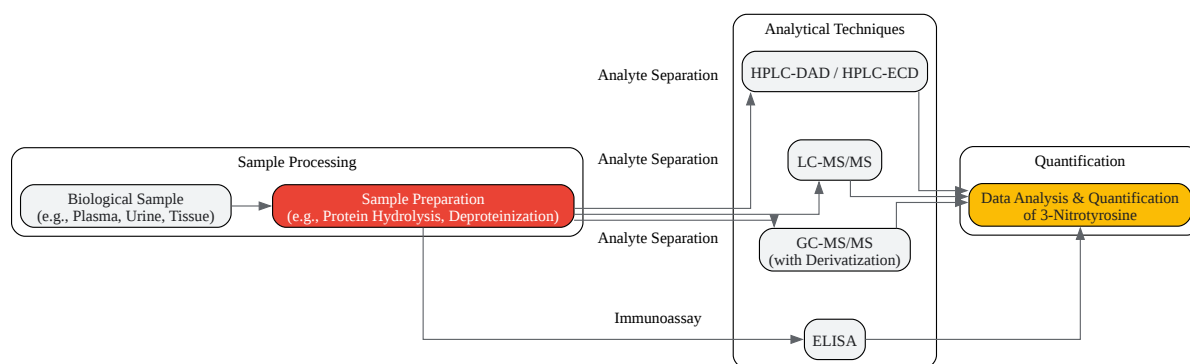 Analytical Techniques
HPLC-DAD / HPLC-ECD
Analyte Separation
Analyte Separation
LC-MS/MS
Sample Processing
Quantification
Biological Sample
(e.g., Plasma, Urine, Tissue)
Sample Preparation
(e.g., Protein Hydrolysis, Deproteinization)
Data Analysis & Quantification
of 3-Nitrotyrosine
Analyte Separation
GC-MS/MS
(with Derivatization)
Immunoassay
ELISA